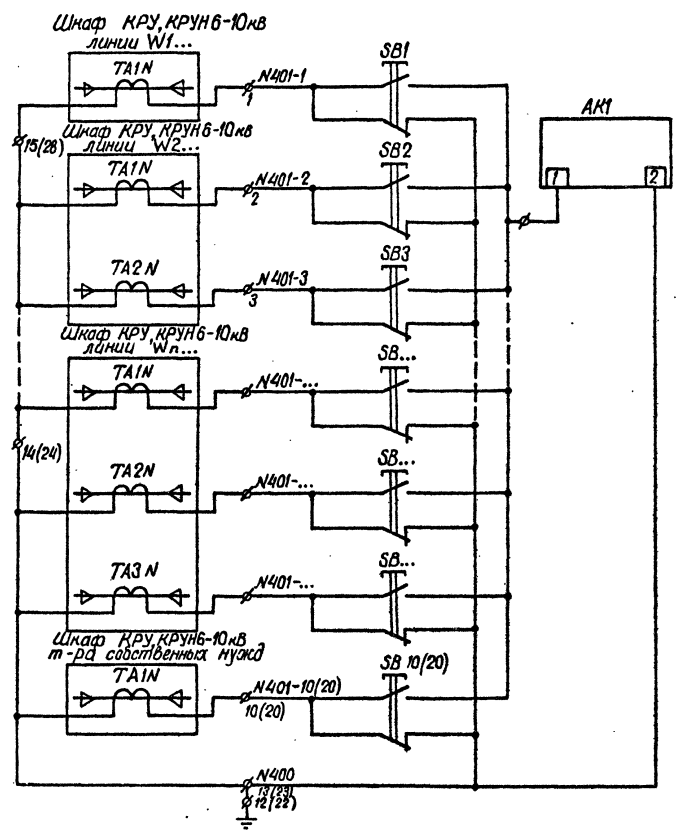 Шкаф КРУ, КРУН 6-10кв
линии W1...
TA1N
N401-1
1
SB1
АК1
1
2
15(28)
Шкаф КРУ, КРУН 6-10кв
линии W2...
TA1N
N401-2
2
SB2
TA2N
N401-3
3
SB3
Шкаф КРУ, КРУН 6-10кв
линии Wn...
TA1N
N401-...
SB...
14(24)
TA2N
N401-...
SB...
TA3N
N401-...
SB...
Шкаф КРУ, КРУН 6-10кв
т-ра собственных нужд
TA1N
N401-10(20)
10(20)
SB 10(20)
N400
13(23)
12(22)